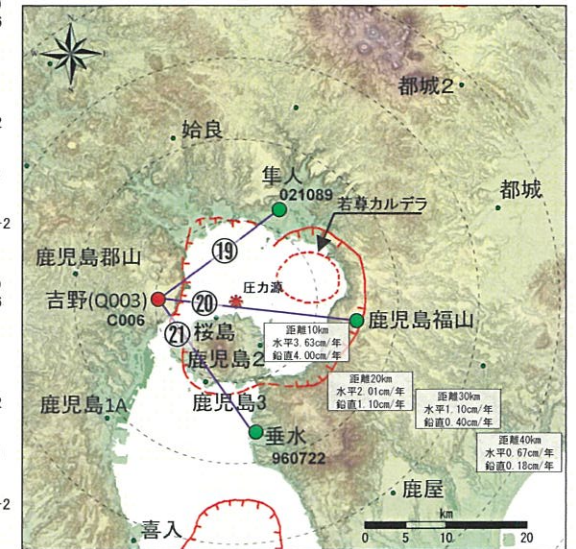 都城2
姶良
隼人
021089
若尊カルデラ
都城
⑲
鹿児島郡山
圧力源
吉野(Q003)
C006
⑳
鹿児島福山
㉑
桜島
鹿児島2
距離10km
水平3.63cm/年
鉛直4.00cm/年
距離20km
水平2.01cm/年
鉛直1.10cm/年
距離30km
水平1.10cm/年
鉛直0.40cm/年
鹿児島1A
鹿児島3
垂水
960722
距離40km
水平0.67cm/年
鉛直0.18cm/年
鹿屋
喜入
km
0 5 10 20